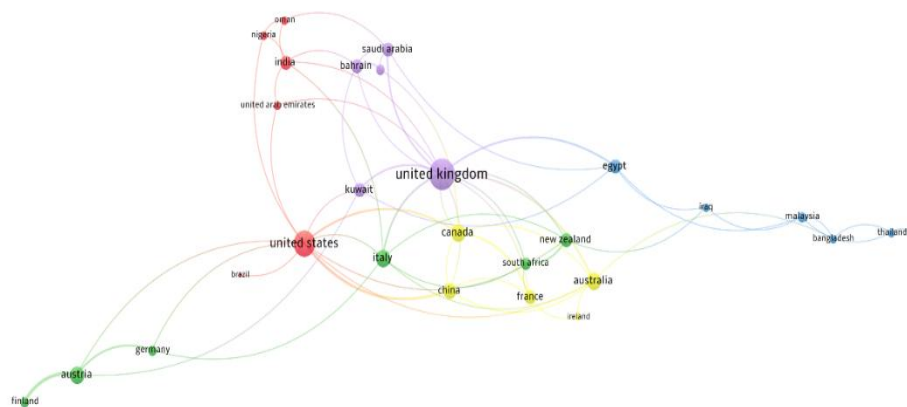 oman
nigeria
saudi arabia
india
bahrain
united arab emirates
egypt
united kingdom
kuwait
iraq
malaysia
canada
thailand
bangladesh
new zealand
united states
italy
south africa
brazil
australia
china
france
ireland
germany
austria
finland